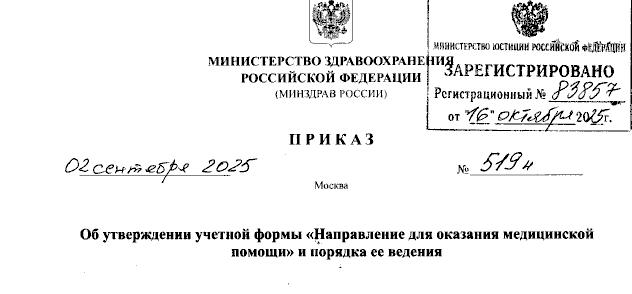 МИНИСТЕРСТВО ЗДРАВООХРАНЕНИЯ
РОССИЙСКОЙ ФЕДЕРАЦИИ
(МИНЗДРАВ РОССИИ)
МИНИСТЕРСТВО ЮСТИЦИИ РОССИЙСКОЙ ФЕДЕРАЦИИ
ЗАРЕГИСТРИРОВАНО
Регистрационный № 83857
от "16" октября 2025г.
ПРИКАЗ
02 сентября 2025
№ 519н
Москва
Об утверждении учетной формы «Направление для оказания медицинской
помощи» и порядка ее ведения